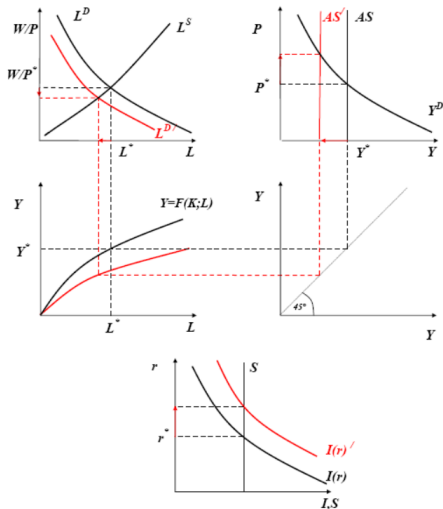 W/P
L^D
L^S
W/P*
L^D/
L*
L
P
AS/
AS
P*
Y^D
Y*
Y
Y
Y=F(K;L)
Y*
L*
L
Y
45°
Y
r
S
r*
I(r)/
I(r)
I,S